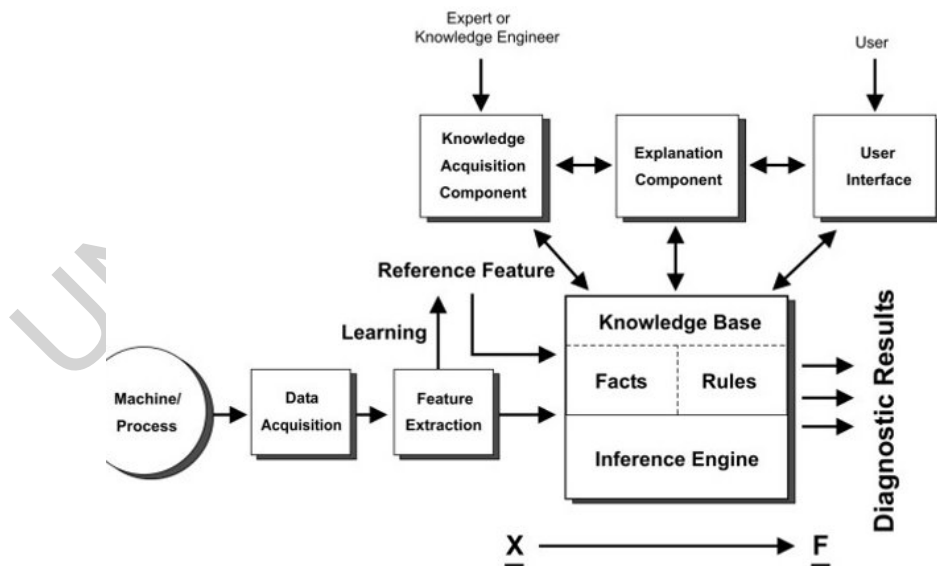 Expert or
Knowledge Engineer
User
Knowledge
Acquisition
Component
Explanation
Component
User
Interface
Reference Feature
Learning
Machine/
Process
Data
Acquisition
Feature
Extraction
Knowledge Base
Facts
Rules
Inference Engine
Diagnostic Results
X
F